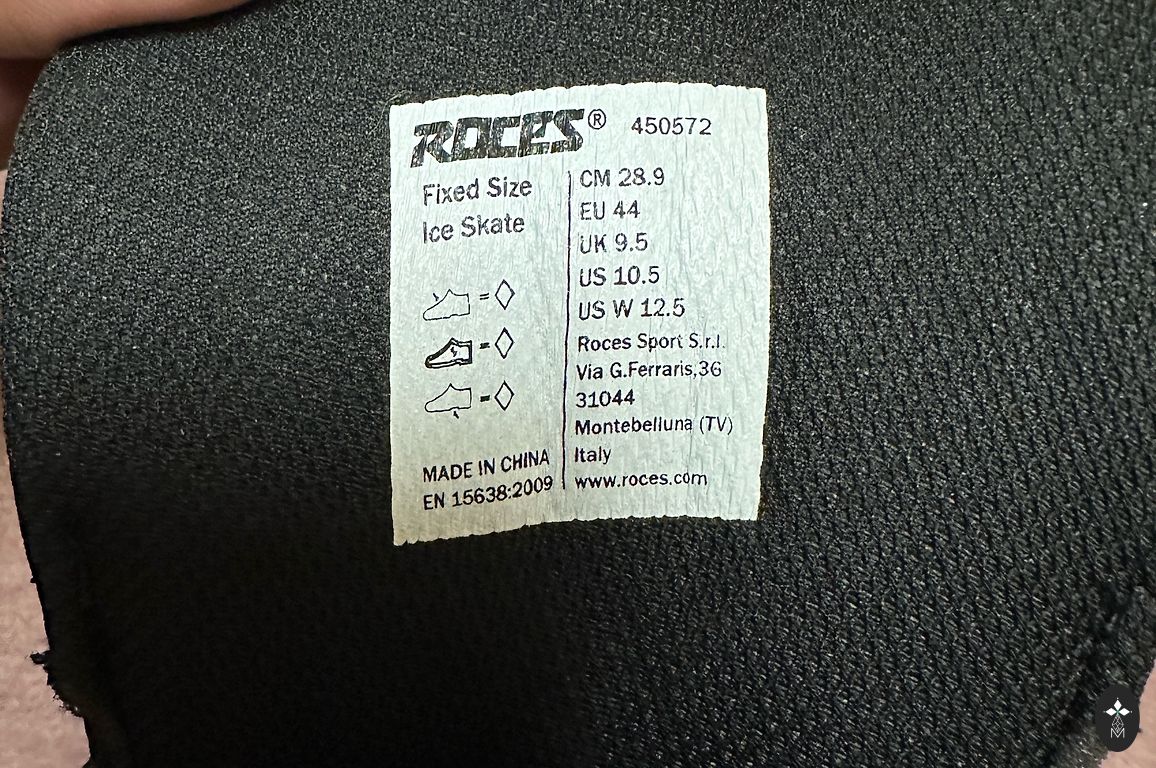 ROCES® 450572
Fixed Size
Ice Skate
CM 28.9
EU 44
UK 9.5
US 10.5
US W 12.5
=
=
=
Roces Sport S.r.l.
Via G.Ferraris,36
31044
Montebelluna (TV)
Italy
www.roces.com
MADE IN CHINA
EN 15638:2009
M